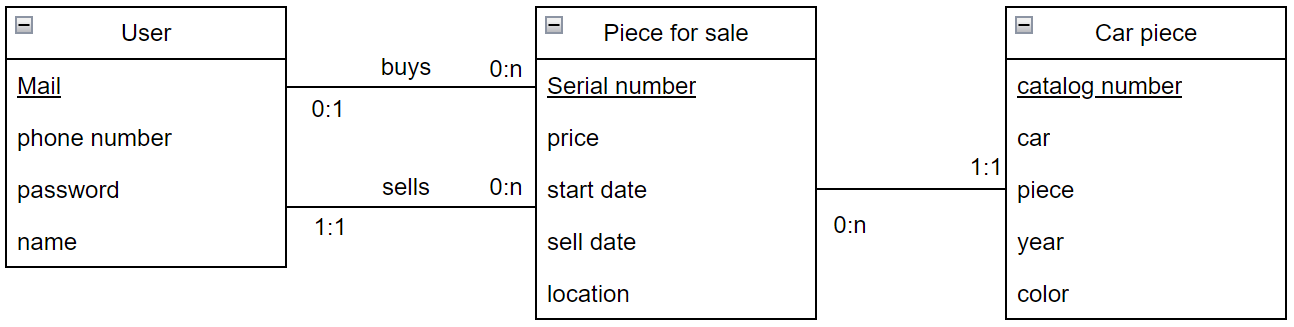 User
Mail
phone number
password
name
buys
0:n
0:1
sells
0:n
1:1
Piece for sale
Serial number
price
start date
sell date
location
1:1
0:n
Car piece
catalog number
car
piece
year
color